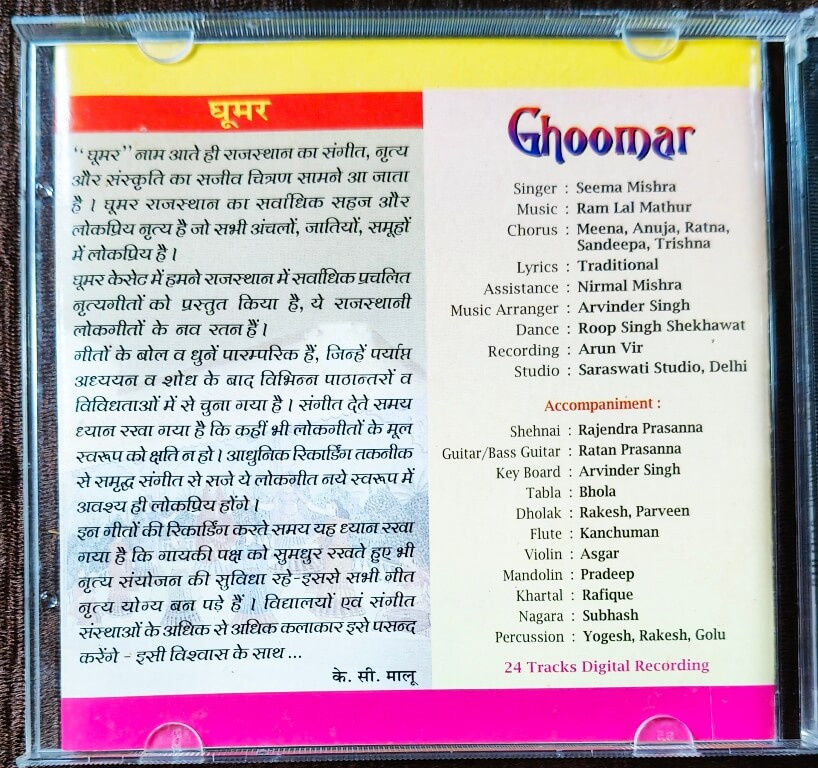 घूमर
“घूमर” नाम आते ही राजस्थान का संगीत, नृत्य
और संस्कृति का सजीव चित्रण सामने आ जाता
है । घूमर राजस्थान का सर्वाधिक सहज और
लोकप्रिय नृत्य है जो सभी अंचलों, जातियों, समूहों
में लोकप्रिय है ।
घूमर केसेट में हमने राजस्थान में सर्वाधिक प्रचलित
नृत्यगीतों को प्रस्तुत किया है, ये राजस्थानी
लोकगीतों के नव रतन हैं ।
गीतों के बोल व धुनें पारम्परिक हैं, जिन्हें पर्याप्त
अध्ययन व शोध के बाद विभिन्न पाठान्तरों व
विविधताओं में से चुना गया है । संगीत देते समय
ध्यान रखा गया है कि कहीं भी लोकगीतों के मूल
स्वरूप को क्षति न हो । आधुनिक रिकार्डिंग तकनीक
से समृद्ध संगीत से सजे ये लोकगीत नये स्वरूप में
अवश्य ही लोकप्रिय होंगे ।
इन गीतों की रिकार्डिंग करते समय यह ध्यान रखा
गया है कि गायकी पक्ष को सुमधुर रखते हुए भी
नृत्य संयोजन की सुविधा रहे-इससे सभी गीत
नृत्य योग्य बन पड़े हैं । विद्यालयों एवं संगीत
संस्थाओं के अधिक से अधिक कलाकार इसे पसन्द
करेंगे - इसी विश्वास के साथ ...
के. सी. मालू
Ghoomar
Singer : Seema Mishra
Music : Ram Lal Mathur
Chorus : Meena, Anuja, Ratna,
Sandeepa, Trishna
Lyrics : Traditional
Assistance : Nirmal Mishra
Music Arranger : Arvinder Singh
Dance : Roop Singh Shekhawat
Recording : Arun Vir
Studio : Saraswati Studio, Delhi
Accompaniment :
Shehnai : Rajendra Prasanna
Guitar/Bass Guitar : Ratan Prasanna
Key Board : Arvinder Singh
Tabla : Bhola
Dholak : Rakesh, Parveen
Flute : Kanchuman
Violin : Asgar
Mandolin : Pradeep
Khartal : Rafique
Nagara : Subhash
Percussion : Yogesh, Rakesh, Golu
24 Tracks Digital Recording